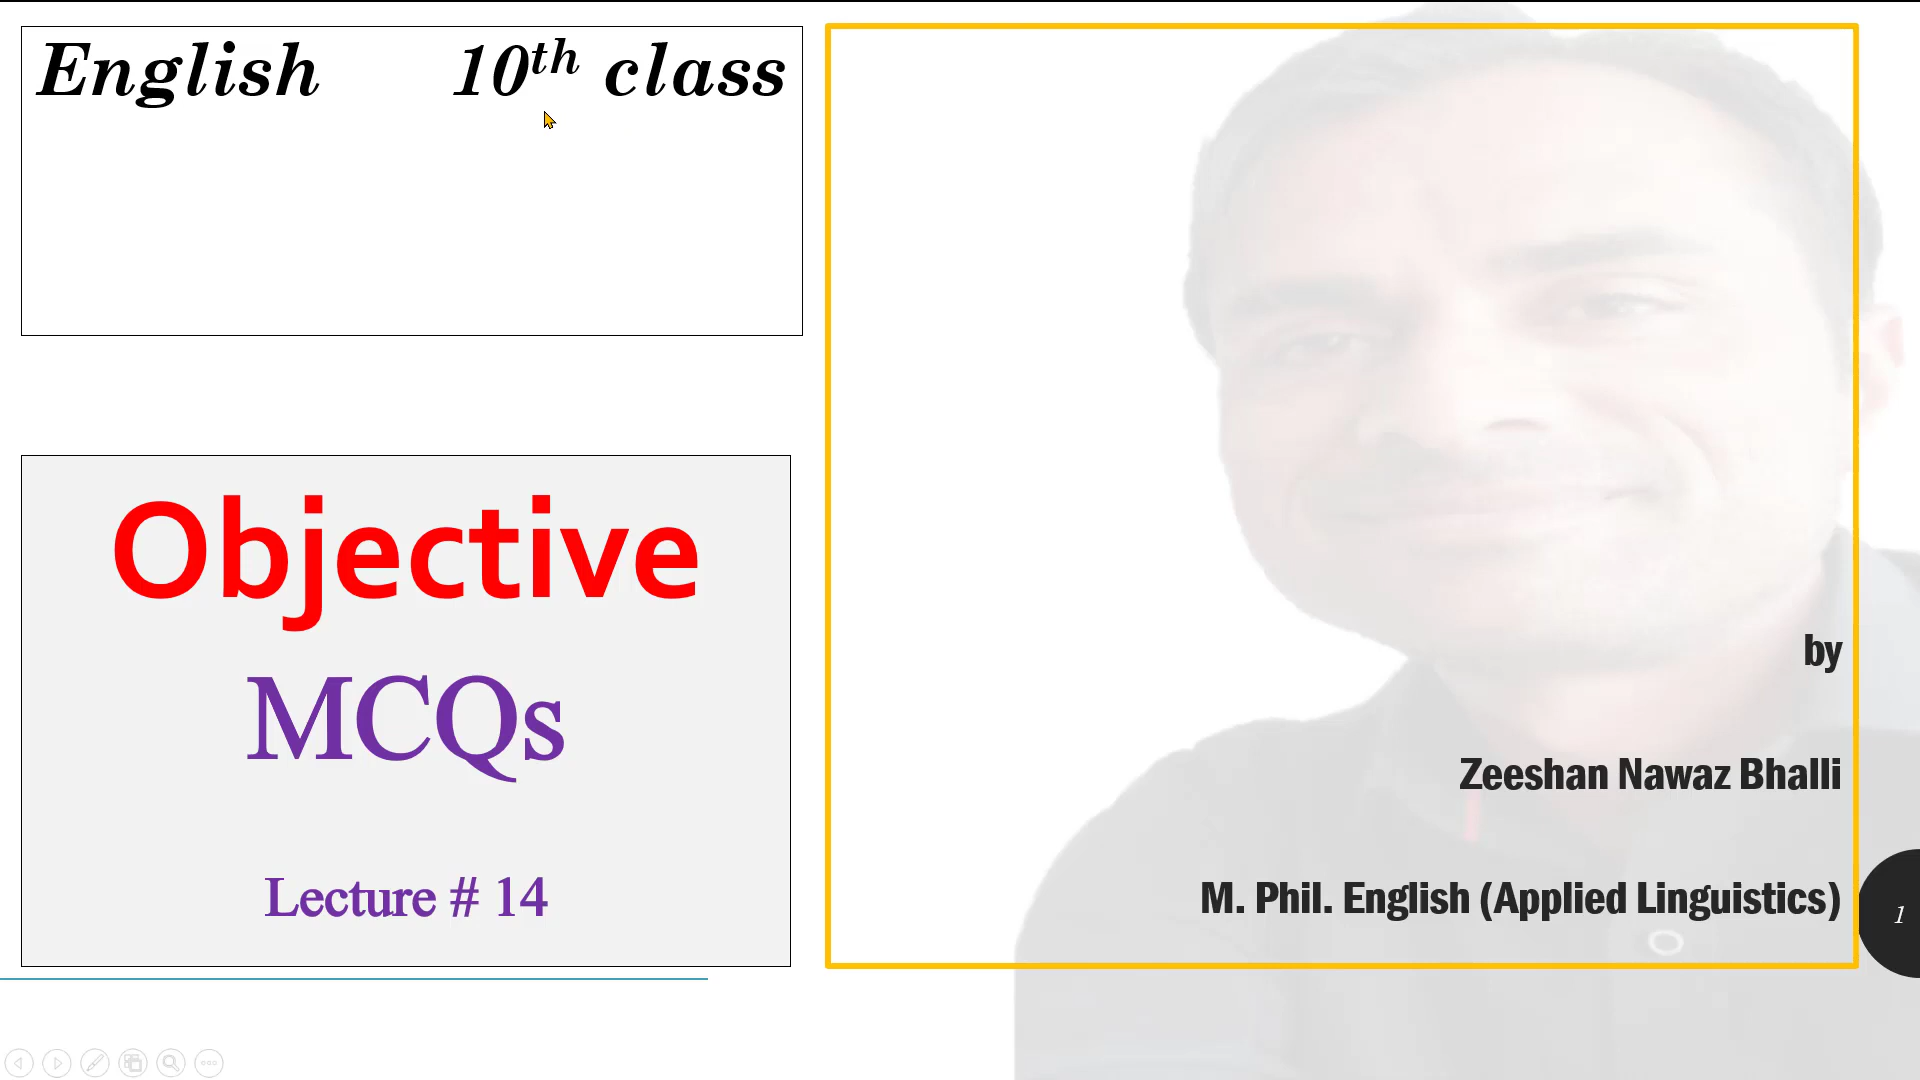 English 10th class
Objective
MCQs
Lecture # 14
by
Zeeshan Nawaz Bhalli
M. Phil. English (Applied Linguistics)
1